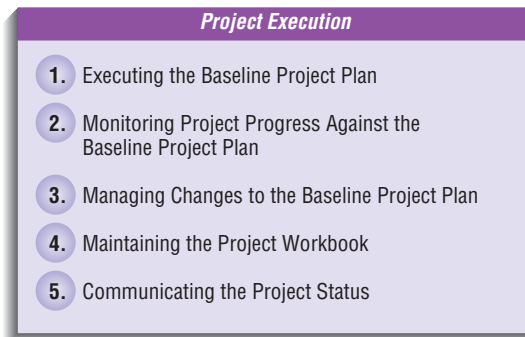 Project Execution
1. Executing the Baseline Project Plan
2. Monitoring Project Progress Against the
Baseline Project Plan
3. Managing Changes to the Baseline Project Plan
4. Maintaining the Project Workbook
5. Communicating the Project Status